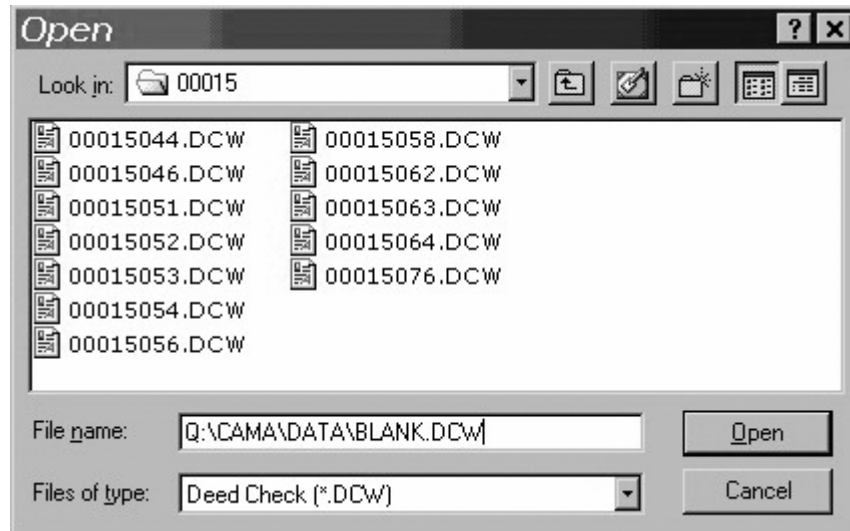 Open
Look in: 00015
00015044.DCW 00015058.DCW
00015046.DCW 00015062.DCW
00015051.DCW 00015063.DCW
00015052.DCW 00015064.DCW
00015053.DCW 00015076.DCW
00015054.DCW
00015056.DCW
File name: Q:\CAMA\DATA\BLANK.DCW Open
Files of type: Deed Check (*.DCW) Cancel